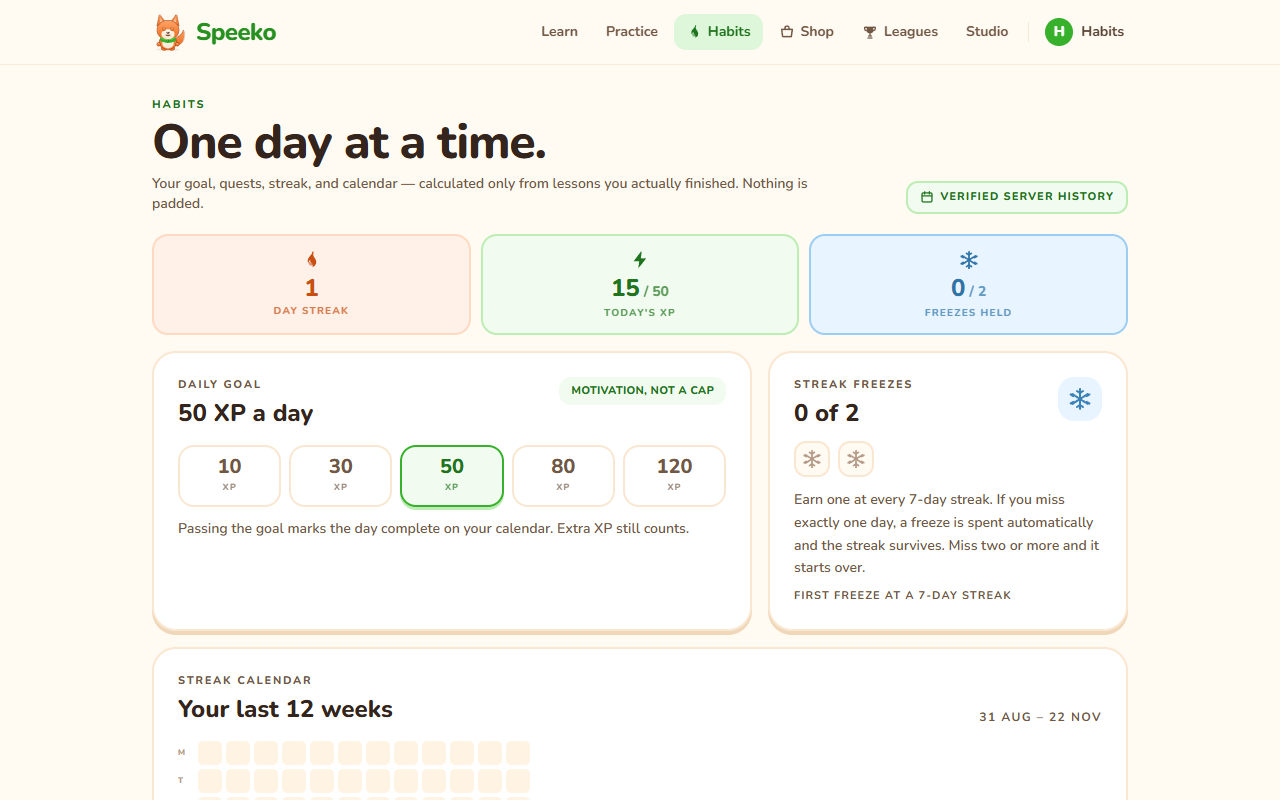 Speeko
Learn
Practice
Habits
Shop
Leagues
Studio
H
Habits
HABITS
One day at a time.
Your goal, quests, streak, and calendar — calculated only from lessons you actually finished. Nothing is
padded.
VERIFIED SERVER HISTORY
1
DAY STREAK
15 / 50
TODAY'S XP
0 / 2
FREEZES HELD
DAILY GOAL
50 XP a day
MOTIVATION, NOT A CAP
10
XP
30
XP
50
XP
80
XP
120
XP
Passing the goal marks the day complete on your calendar. Extra XP still counts.
STREAK FREEZES
0 of 2
Earn one at every 7-day streak. If you miss
exactly one day, a freeze is spent automatically
and the streak survives. Miss two or more and it
starts over.
FIRST FREEZE AT A 7-DAY STREAK
STREAK CALENDAR
Your last 12 weeks
31 AUG – 22 NOV
M
T